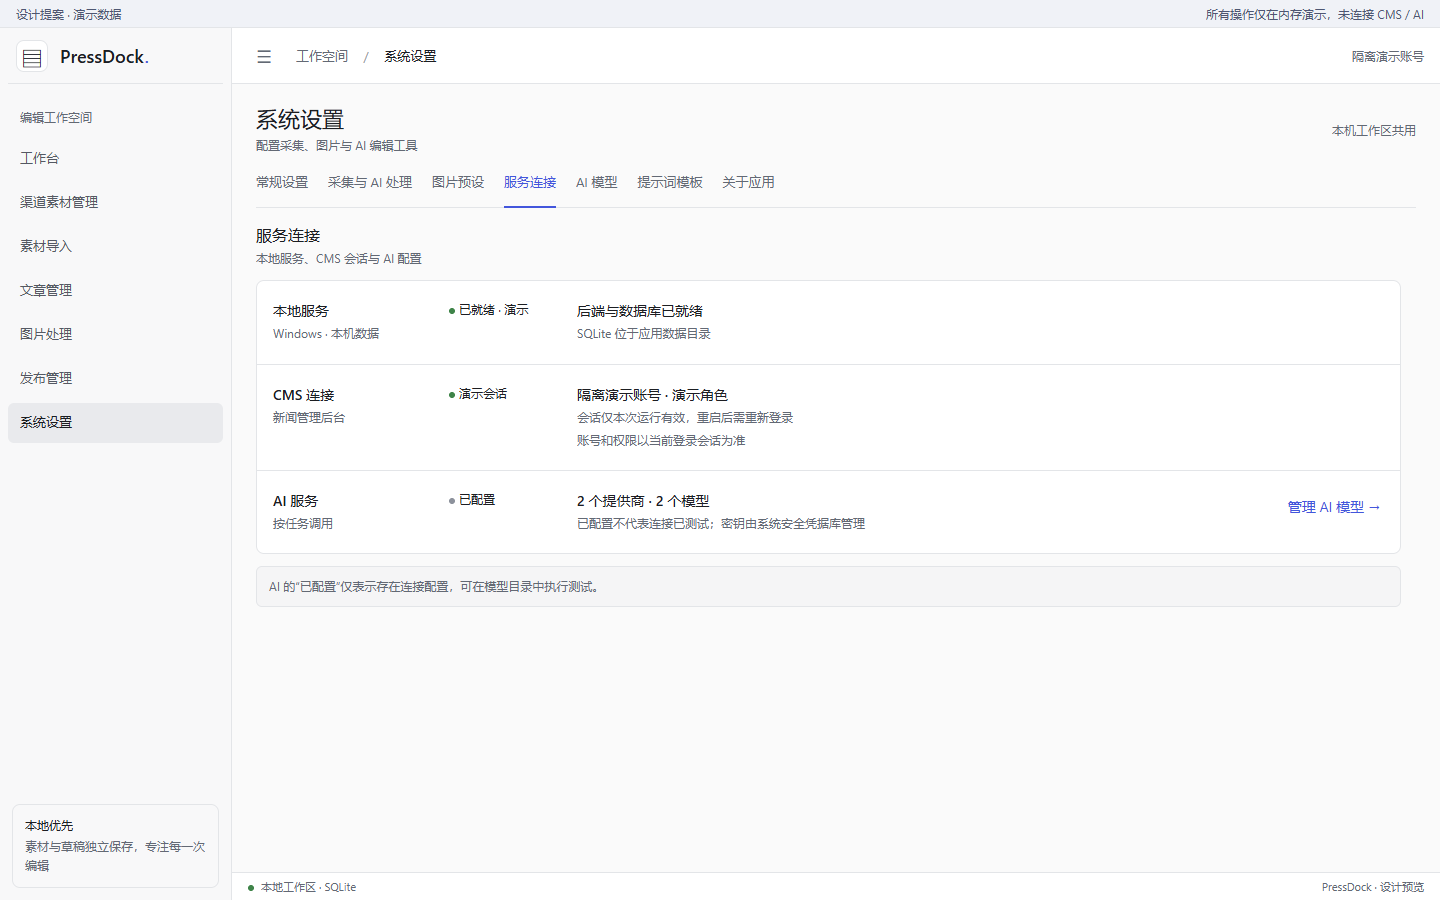 设计提案 · 演示数据
所有操作仅在内存演示，未连接 CMS / AI
PressDock.
工作空间 / 系统设置
隔离演示账号
编辑工作空间
工作台
渠道素材管理
素材导入
文章管理
图片处理
发布管理
系统设置
本地优先
素材与草稿独立保存，专注每一次
编辑
系统设置
配置采集、图片与 AI 编辑工具
本机工作区共用
常规设置 采集与 AI 处理 图片预设 服务连接 AI 模型 提示词模板 关于应用
服务连接
本地服务、CMS 会话与 AI 配置
本地服务
Windows · 本机数据
已就绪 · 演示
后端与数据库已就绪
SQLite 位于应用数据目录
CMS 连接
新闻管理后台
演示会话
隔离演示账号 · 演示角色
会话仅本次运行有效，重启后需重新登录
账号和权限以当前登录会话为准
AI 服务
按任务调用
已配置
2 个提供商 · 2 个模型
已配置不代表连接已测试；密钥由系统安全凭据库管理
管理 AI 模型 →
AI 的“已配置”仅表示存在连接配置，可在模型目录中执行测试。
本地工作区 · SQLite
PressDock · 设计预览